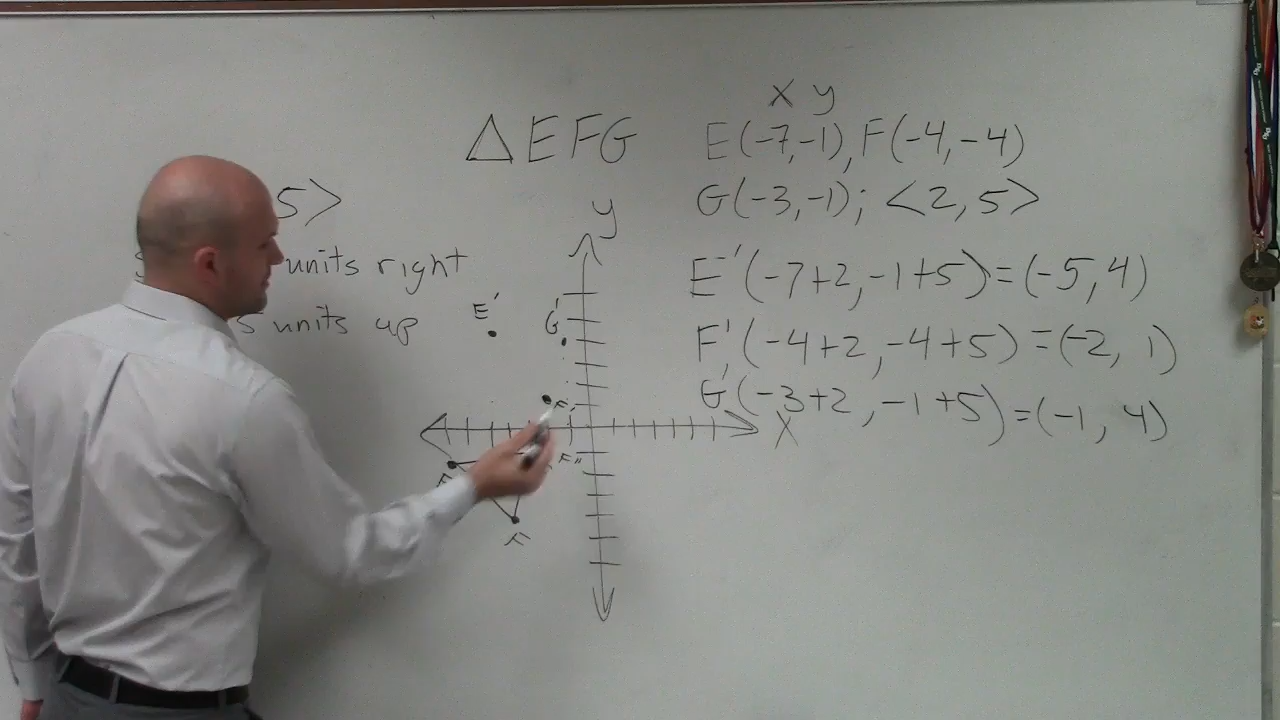 x y
△EFG E(-7,-1), F(-4,-4)
G(-3,-1); <2,5>
5>
units right
5 units up
y
E'
G'
F'
F"
F
x
E'(-7+2, -1+5)=(-5,4)
F'(-4+2, -4+5)=(-2, 1)
G'(-3+2, -1+5)=(-1, 4)